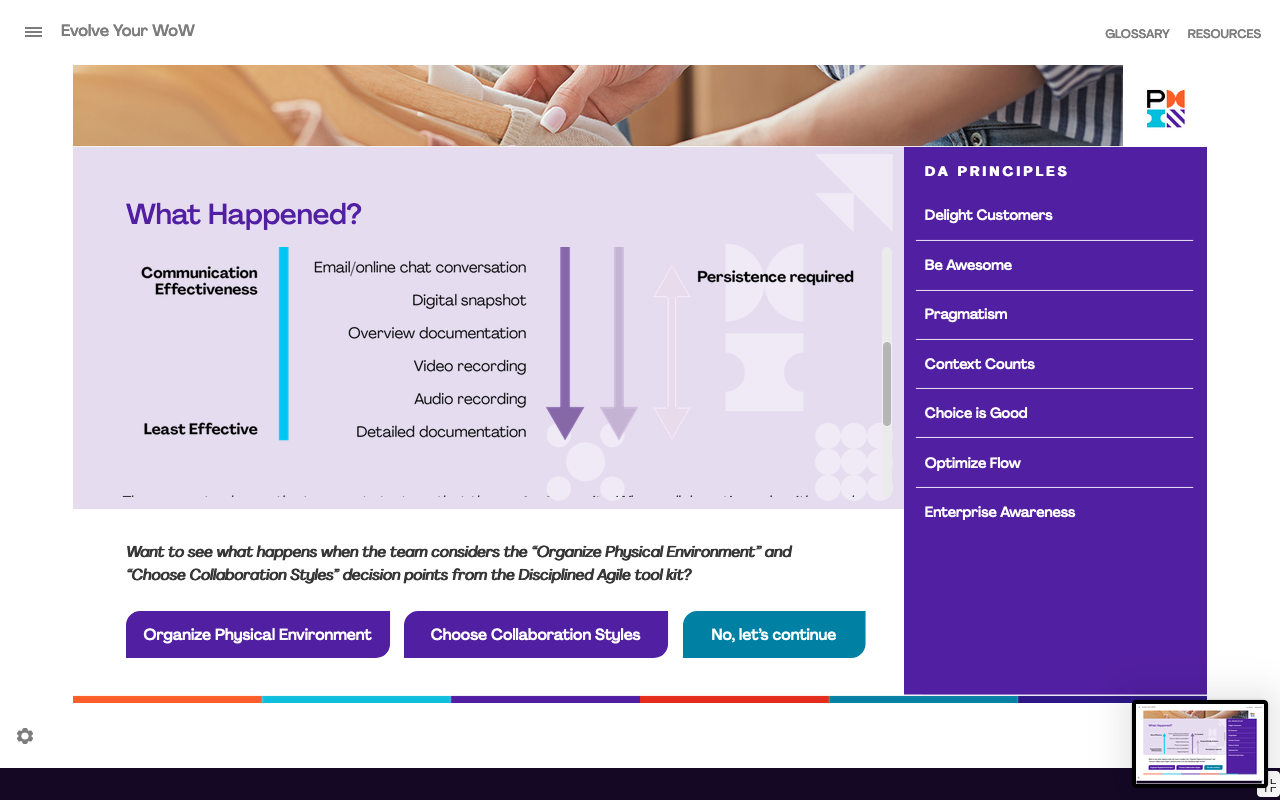 Evolve Your WoW
GLOSSARY
RESOURCES
What Happened?
Communication
Effectiveness
Least Effective
Email/online chat conversation
Digital snapshot
Overview documentation
Video recording
Audio recording
Detailed documentation
Persistence required
Want to see what happens when the team considers the “Organize Physical Environment” and
“Choose Collaboration Styles” decision points from the Disciplined Agile tool kit?
Organize Physical Environment
Choose Collaboration Styles
No, let’s continue
DA PRINCIPLES
Delight Customers
Be Awesome
Pragmatism
Context Counts
Choice is Good
Optimize Flow
Enterprise Awareness